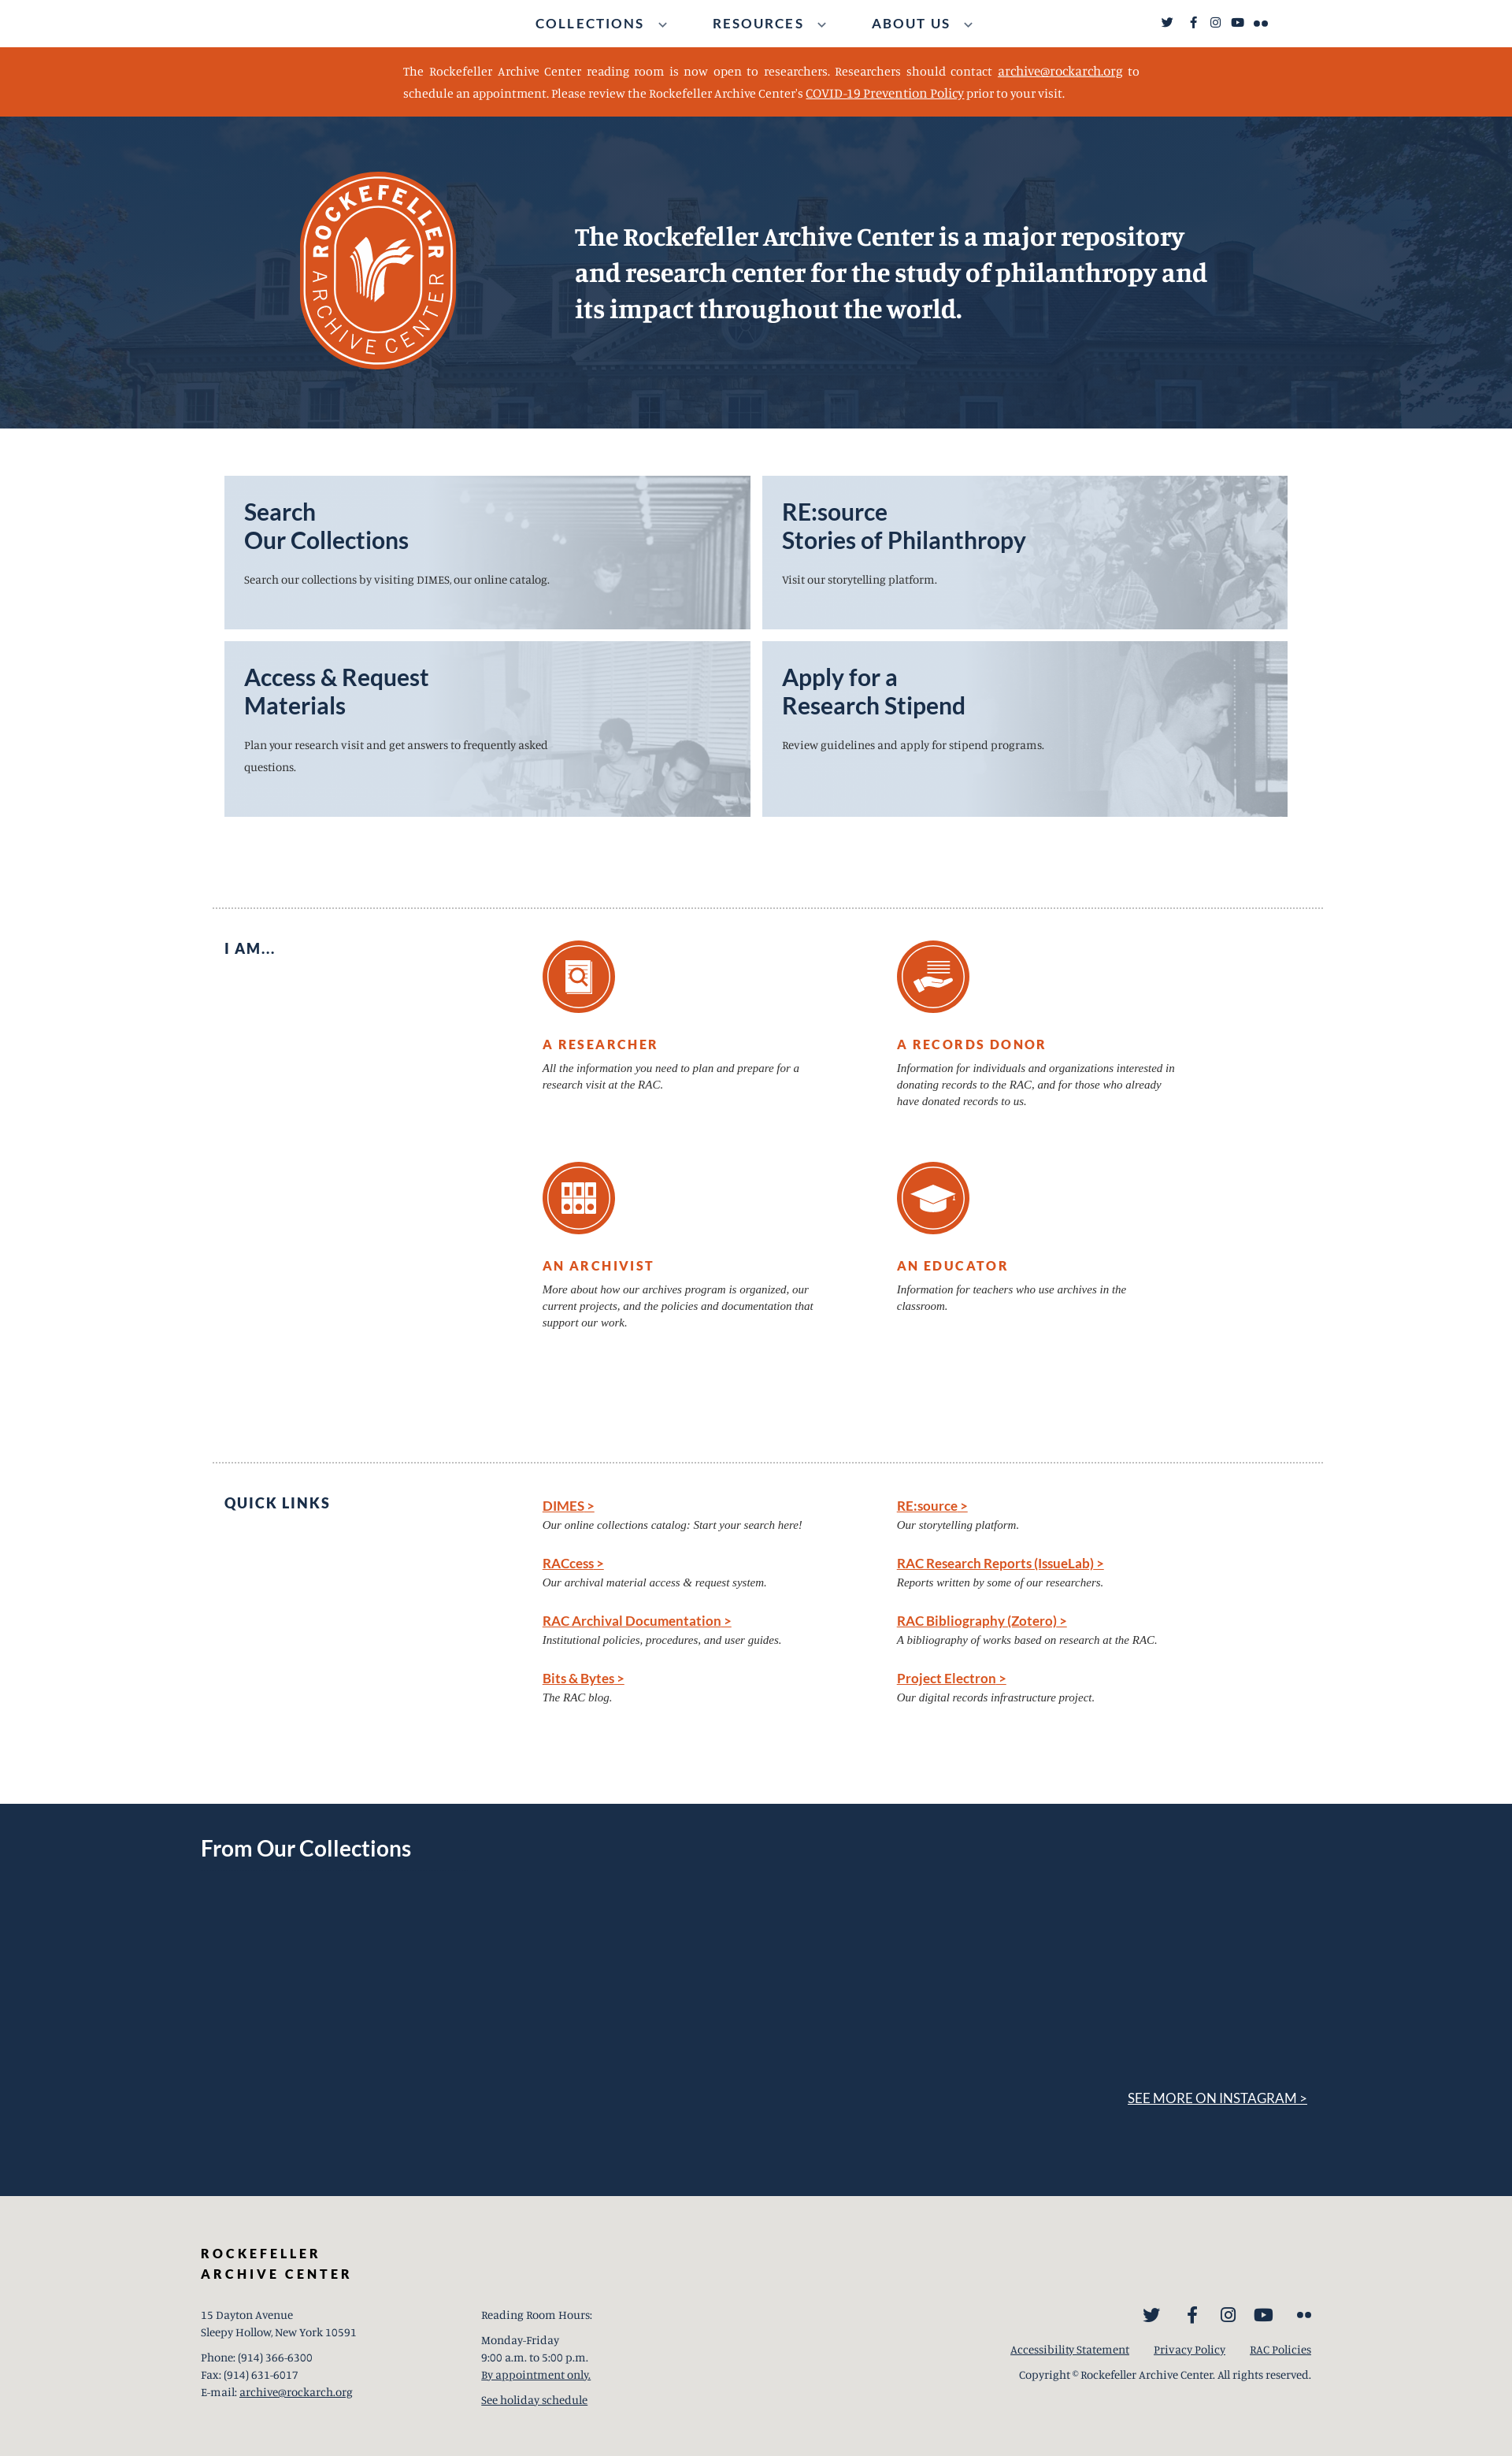 COLLECTIONS RESOURCES ABOUT US
The Rockefeller Archive Center reading room is now open to researchers. Researchers should contact archive@rockarch.org to
schedule an appointment. Please review the Rockefeller Archive Center's COVID-19 Prevention Policy prior to your visit.
ROCKEFELLER
ARCHIVE CENTER
The Rockefeller Archive Center is a major repository
and research center for the study of philanthropy and
its impact throughout the world.
Search
Our Collections
Search our collections by visiting DIMES, our online catalog.
RE:source
Stories of Philanthropy
Visit our storytelling platform.
Access & Request
Materials
Plan your research visit and get answers to frequently asked
questions.
Apply for a
Research Stipend
Review guidelines and apply for stipend programs.
I AM...
A RESEARCHER
All the information you need to plan and prepare for a
research visit at the RAC.
A RECORDS DONOR
Information for individuals and organizations interested in
donating records to the RAC, and for those who already
have donated records to us.
AN ARCHIVIST
More about how our archives program is organized, our
current projects, and the policies and documentation that
support our work.
AN EDUCATOR
Information for teachers who use archives in the
classroom.
QUICK LINKS
DIMES >
Our online collections catalog: Start your search here!
RE:source >
Our storytelling platform.
RACcess >
Our archival material access & request system.
RAC Research Reports (IssueLab) >
Reports written by some of our researchers.
RAC Archival Documentation >
Institutional policies, procedures, and user guides.
RAC Bibliography (Zotero) >
A bibliography of works based on research at the RAC.
Bits & Bytes >
The RAC blog.
Project Electron >
Our digital records infrastructure project.
From Our Collections
SEE MORE ON INSTAGRAM >
ROCKEFELLER
ARCHIVE CENTER
15 Dayton Avenue
Sleepy Hollow, New York 10591
Phone: (914) 366-6300
Fax: (914) 631-6017
E-mail: archive@rockarch.org
Reading Room Hours:
Monday-Friday
9:00 a.m. to 5:00 p.m.
By appointment only.
See holiday schedule
Accessibility Statement Privacy Policy RAC Policies
Copyright © Rockefeller Archive Center. All rights reserved.